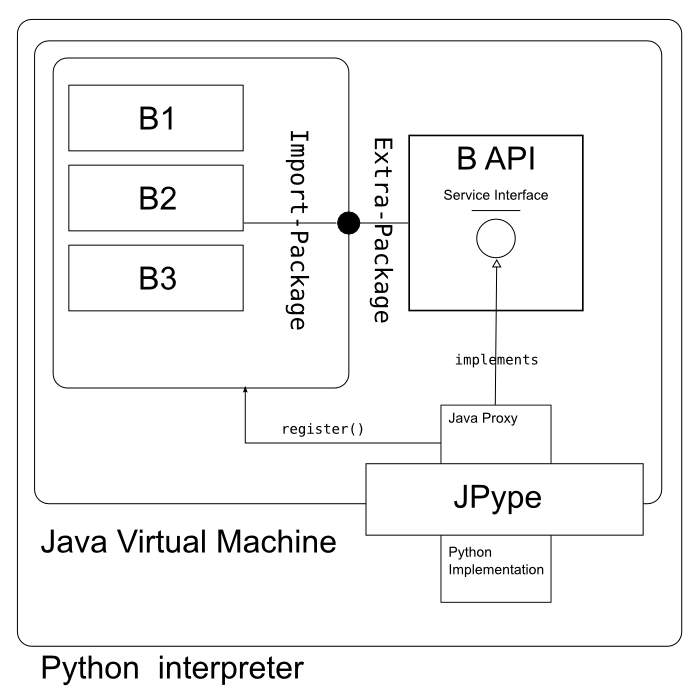 B1
B2
B3
Import-Package
Extra-Package
B API
Service Interface
implements
register()
Java Proxy
JPype
Java Virtual Machine
Python
Implementation
Python interpreter